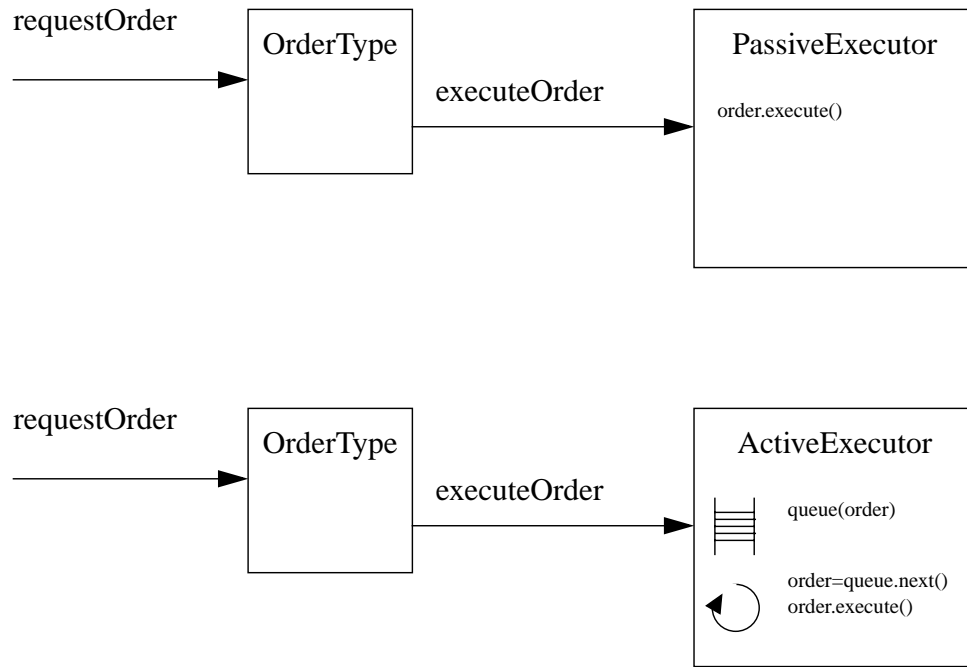 requestOrder
OrderType
PassiveExecutor
executeOrder
order.execute()
requestOrder
OrderType
ActiveExecutor
executeOrder
queue(order)
order=queue.next()
order.execute()